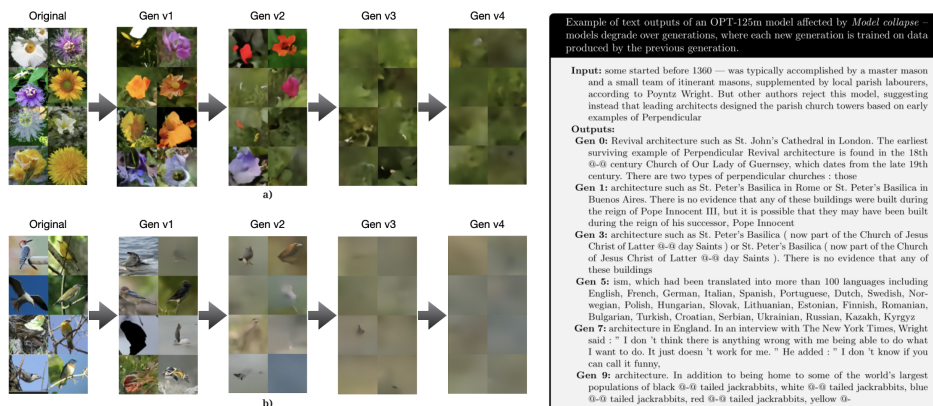 Original Gen v1 Gen v2 Gen v3 Gen v4
a)
Original Gen v1 Gen v2 Gen v3 Gen v4
b)
Example of text outputs of an OPT-125m model affected by Model collapse –
models degrade over generations, where each new generation is trained on data
produced by the previous generation.
Input: some started before 1360 — was typically accomplished by a master mason
and a small team of itinerant masons, supplemented by local parish labourers,
according to Poyntz Wright. But other authors reject this model, suggesting
instead that leading architects designed the parish church towers based on early
examples of Perpendicular
Outputs:
Gen 0: Revival architecture such as St. John's Cathedral in London. The earliest
surviving example of Perpendicular Revival architecture is found in the 18th
@-@ century Church of Our Lady of Guernsey, which dates from the late 19th
century. There are two types of perpendicular churches : those
Gen 1: architecture such as St. Peter's Basilica in Rome or St. Peter's Basilica in
Buenos Aires. There is no evidence that any of these buildings were built during
the reign of Pope Innocent III, but it is possible that they may have been built
during the reign of his successor, Pope Innocent
Gen 3: architecture such as St. Peter's Basilica ( now part of the Church of Jesus
Christ of Latter @-@ day Saints ) or St. Peter's Basilica ( now part of the Church
of Jesus Christ of Latter @-@ day Saints ). There is no evidence that any of
these buildings
Gen 5: ism, which had been translated into more than 100 languages including
English, French, German, Italian, Spanish, Portuguese, Dutch, Swedish, Nor-
wegian, Polish, Hungarian, Slovak, Lithuanian, Estonian, Finnish, Romanian,
Bulgarian, Turkish, Croatian, Serbian, Ukrainian, Russian, Kazakh, Kyrgyz
Gen 7: architecture in England. In an interview with The New York Times, Wright
said : " I don 't think there is anything wrong with me being able to do what
I want to do. It just doesn 't work for me. " He added : " I don 't know if you
can call it funny,
Gen 9: architecture. In addition to being home to some of the world's largest
populations of black @-@ tailed jackrabbits, white @-@ tailed jackrabbits, blue
@-@ tailed jackrabbits, red @-@ tailed jackrabbits, yellow @-